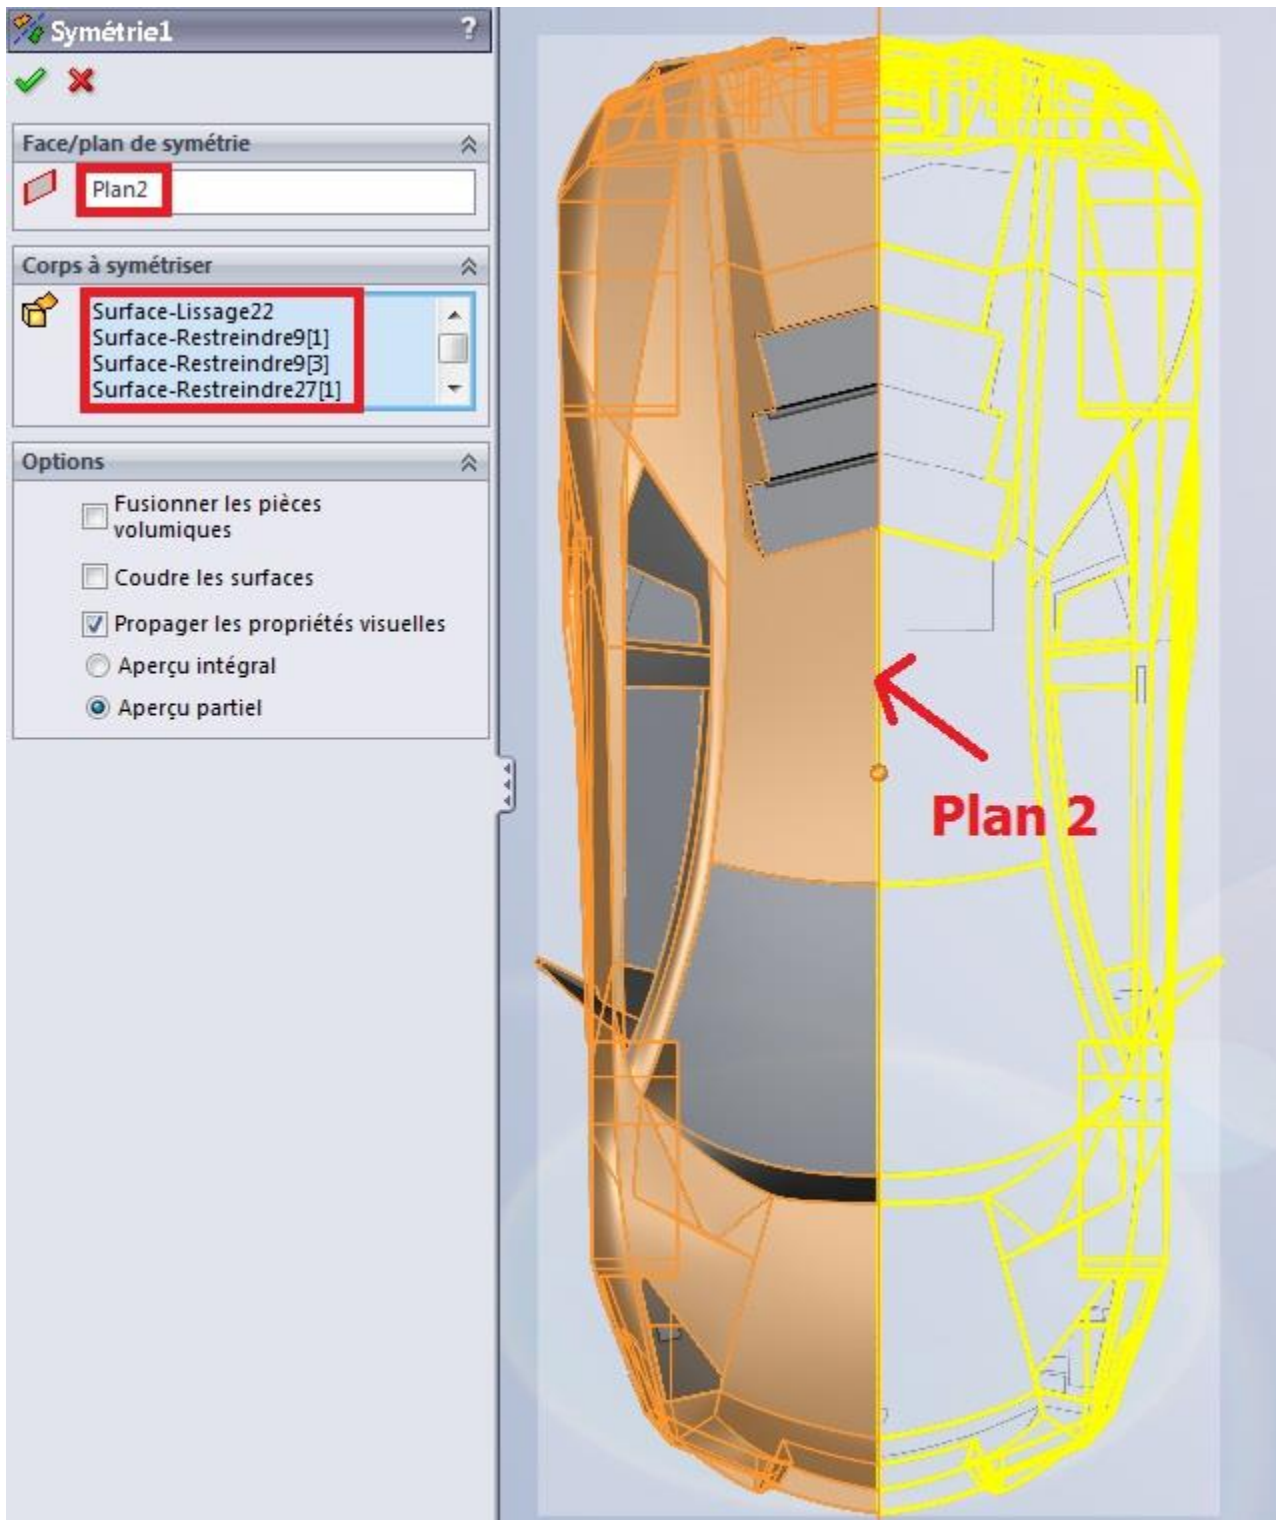 Symétrie1
?
Face/plan de symétrie
Plan2
Corps à symétriser
Surface-Lissage22
Surface-Restreindre9[1]
Surface-Restreindre9[3]
Surface-Restreindre27[1]
Options
Fusionner les pièces
volumiques
Coudre les surfaces
Propager les propriétés visuelles
Aperçu intégral
Aperçu partiel
Plan 2